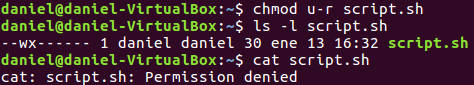 daniel@daniel-VirtualBox:~$ chmod u-r script.sh
daniel@daniel-VirtualBox:~$ ls -l script.sh
--wx------ 1 daniel daniel 30 ene 13 16:32 script.sh
daniel@daniel-VirtualBox:~$ cat script.sh
cat: script.sh: Permission denied